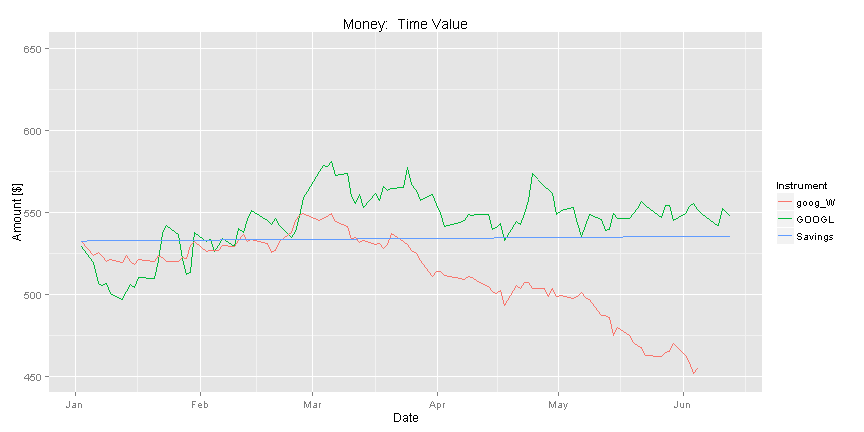 Money:  Time Value
Amount [$]
650
600
550
500
450
Jan Feb Mar Apr May Jun
Date
Instrument
goog_W
GOOGL
Savings